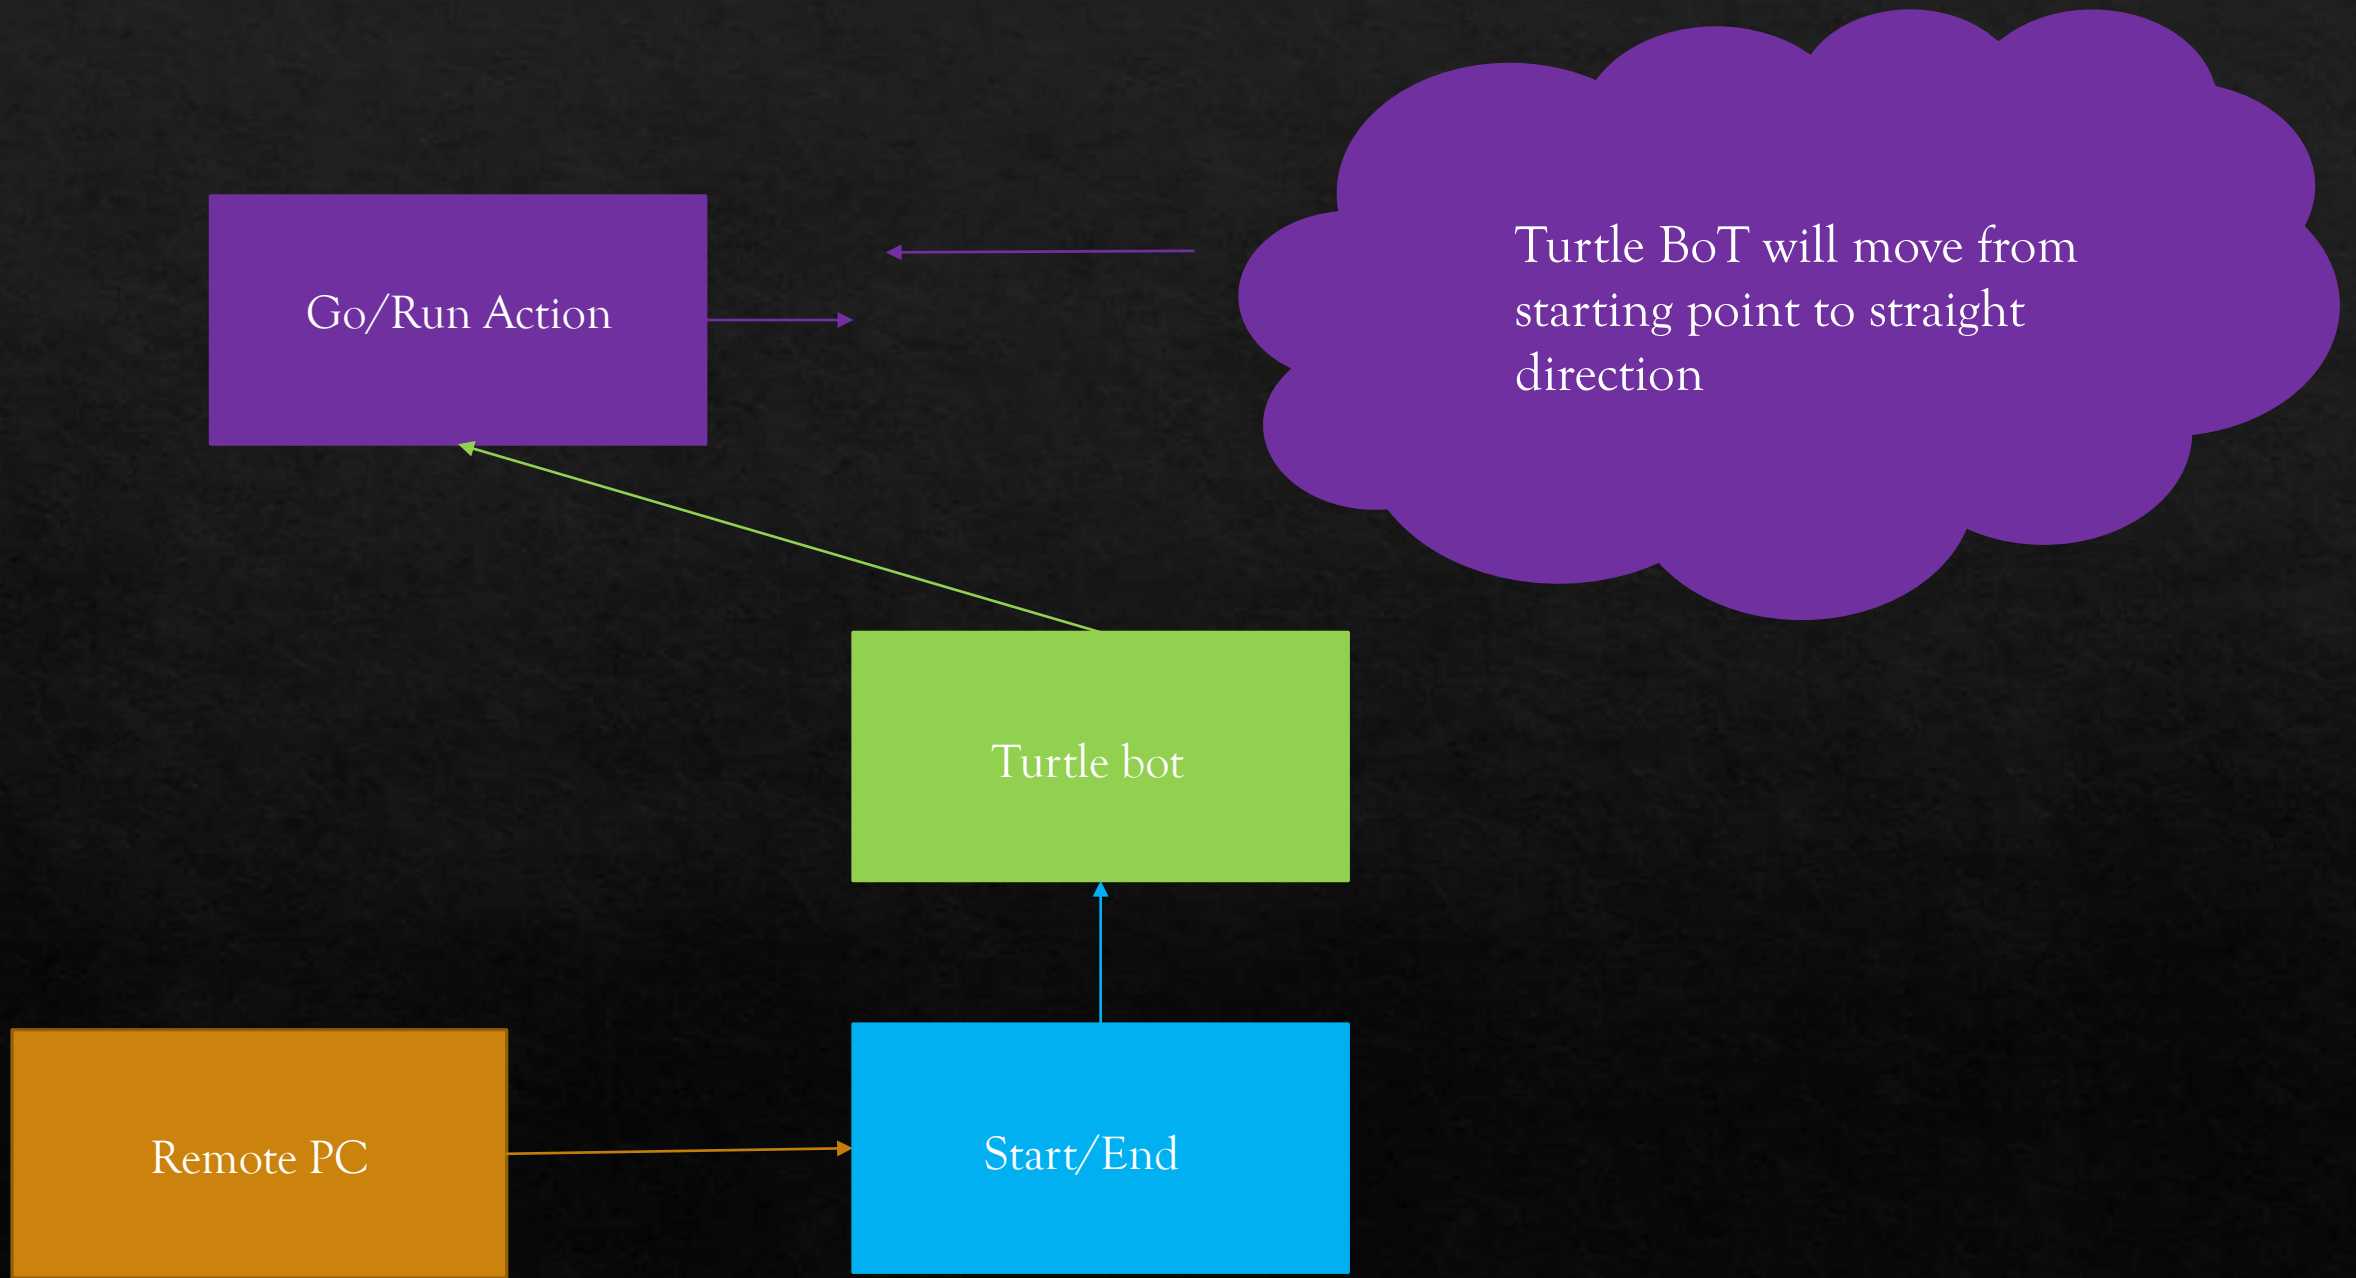 Go/Run Action
Turtle BoT will move from
starting point to straight
direction
Turtle bot
Remote PC
Start/End